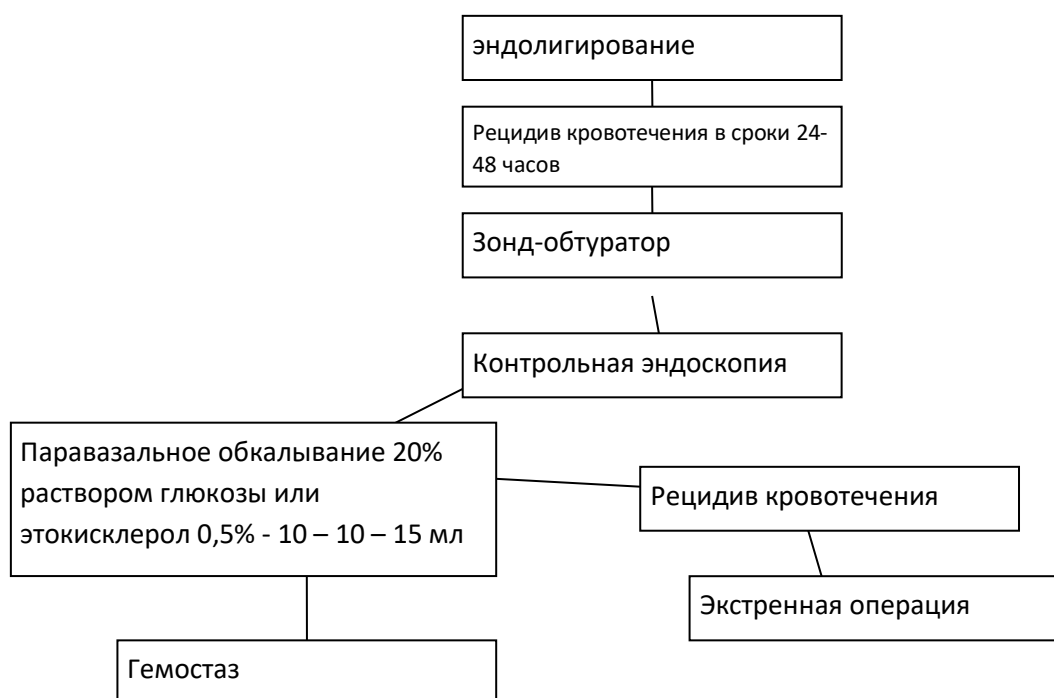 эндолигирование
Рецидив кровотечения в сроки 24-
48 часов
Зонд-обтуратор
Контрольная эндоскопия
Паравазальное обкалывание 20%
раствором глюкозы или
этокисклерол 0,5% - 10 – 10 – 15 мл
Рецидив кровотечения
Экстренная операция
Гемостаз